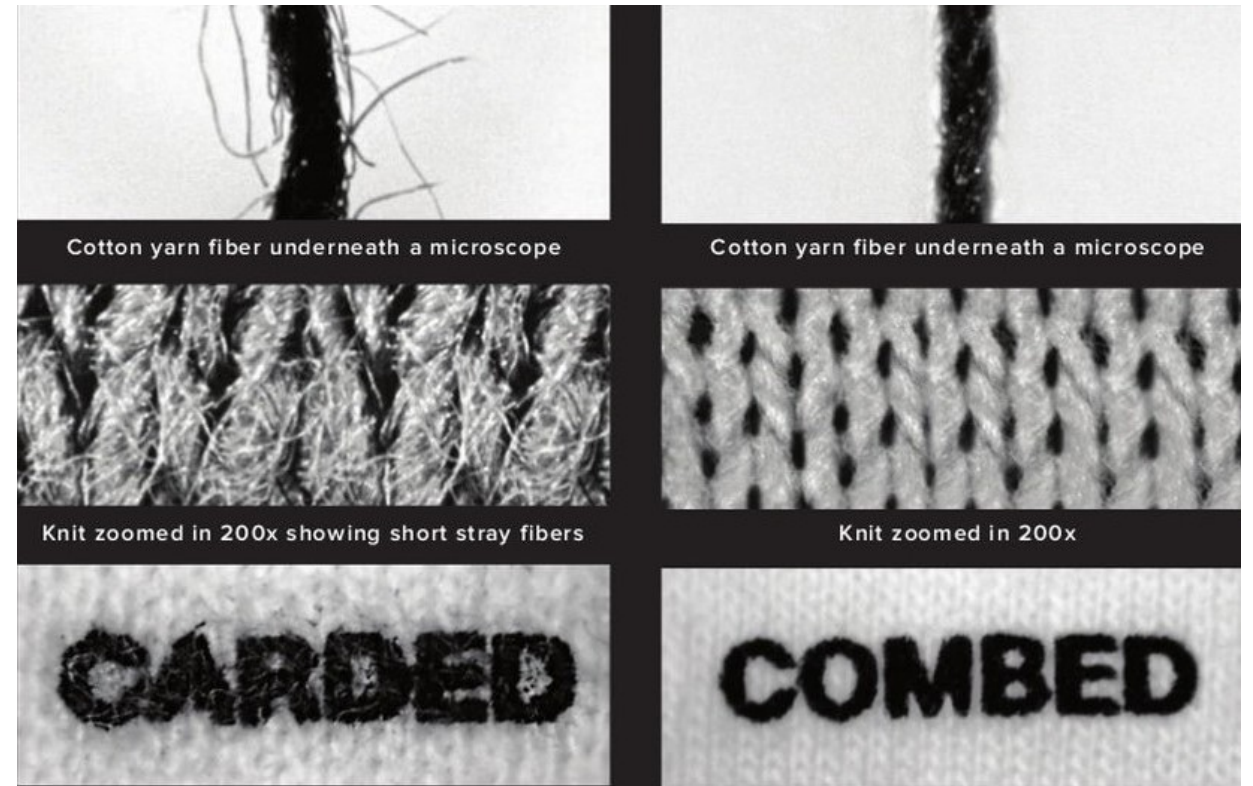 Cotton yarn fiber underneath a microscope
Cotton yarn fiber underneath a microscope
Knit zoomed in 200x showing short stray fibers
Knit zoomed in 200x
CARDED
COMBED